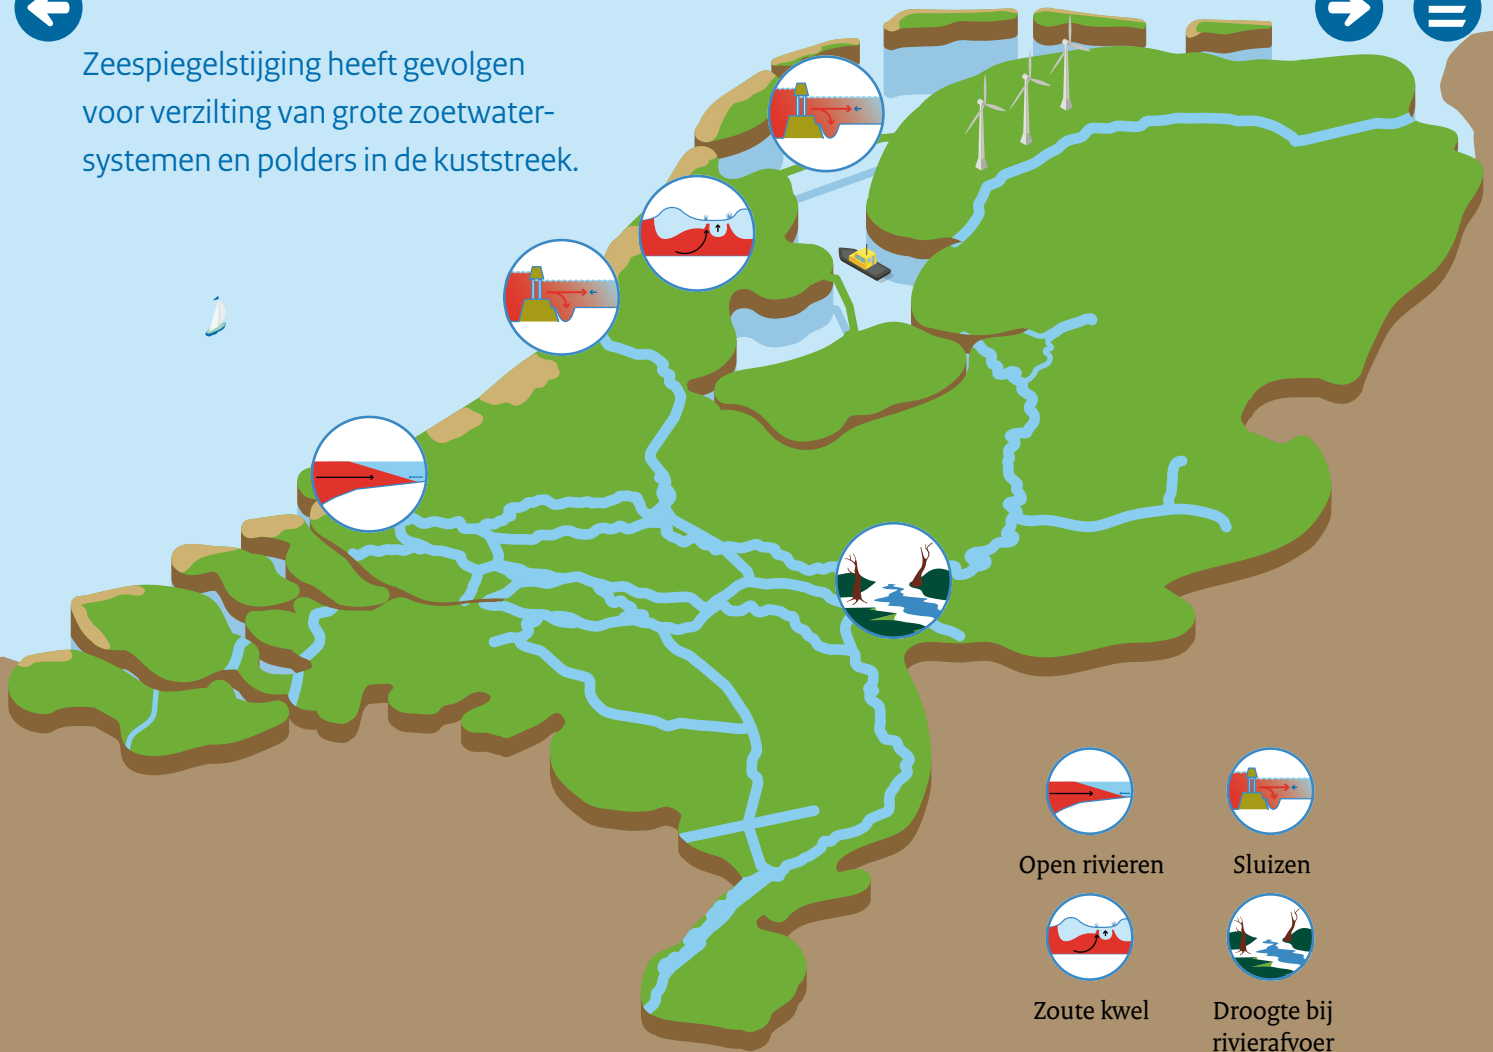 Zeespiegelstijging heeft gevolgen
voor verzilting van grote zoetwater-
systemen en polders in de kuststreek.
Open rivieren
Sluizen
Zoute kwel
Droogte bij
rivierafvoer